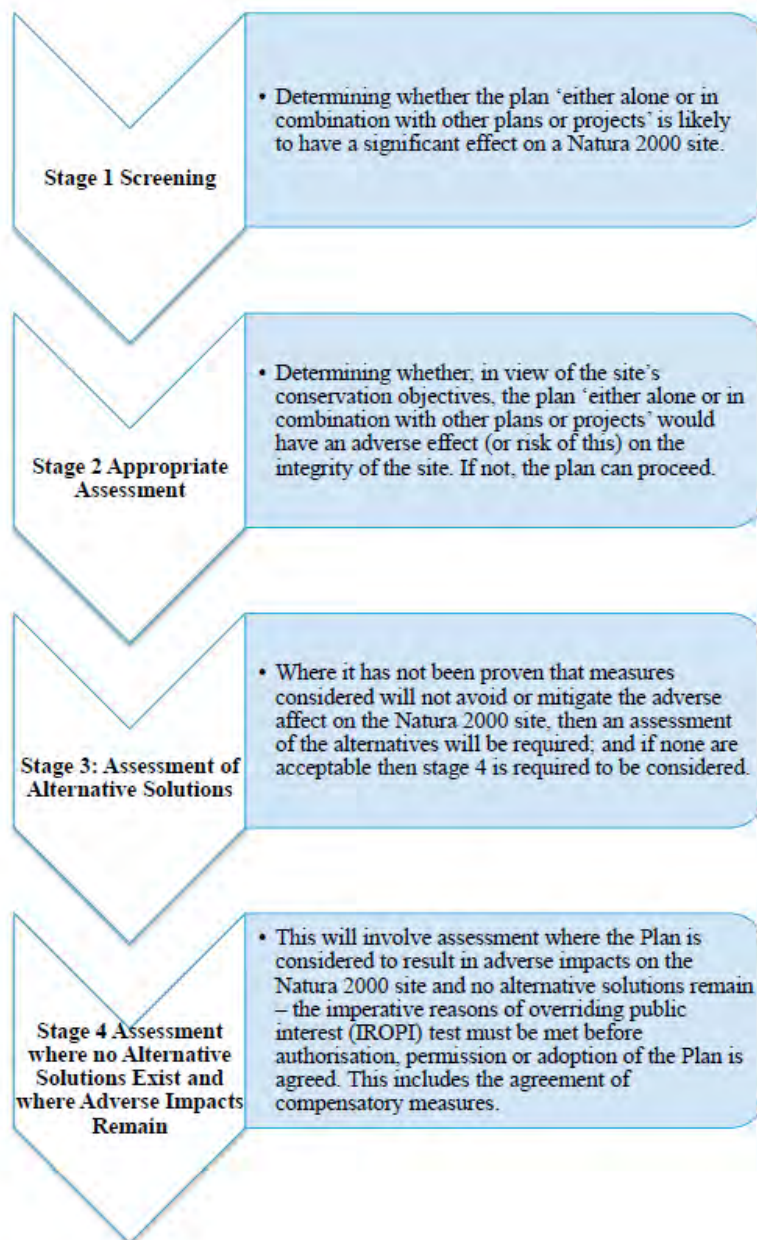 Stage 1 Screening
• Determining whether the plan ‘either alone or in
combination with other plans or projects’ is likely
to have a significant effect on a Natura 2000 site.
Stage 2 Appropriate
Assessment
• Determining whether, in view of the site’s
conservation objectives, the plan ‘either alone or in
combination with other plans or projects’ would
have an adverse effect (or risk of this) on the
integrity of the site. If not, the plan can proceed.
Stage 3: Assessment of
Alternative Solutions
• Where it has not been proven that measures
considered will not avoid or mitigate the adverse
affect on the Natura 2000 site, then an assessment
of the alternatives will be required; and if none are
acceptable then stage 4 is required to be considered.
Stage 4 Assessment
where no Alternative
Solutions Exist and
where Adverse Impacts
Remain
• This will involve assessment where the Plan is
considered to result in adverse impacts on the
Natura 2000 site and no alternative solutions remain
– the imperative reasons of overriding public
interest (IROPI) test must be met before
authorisation, permission or adoption of the Plan is
agreed. This includes the agreement of
compensatory measures.